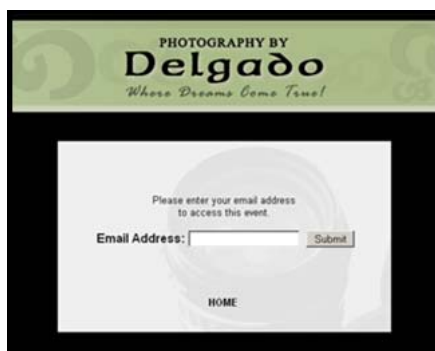 PHOTOGRAPHY BY
Delgado
Where Dreams Come True!
Please enter your email address
to access this event.
Email Address: Submit
HOME